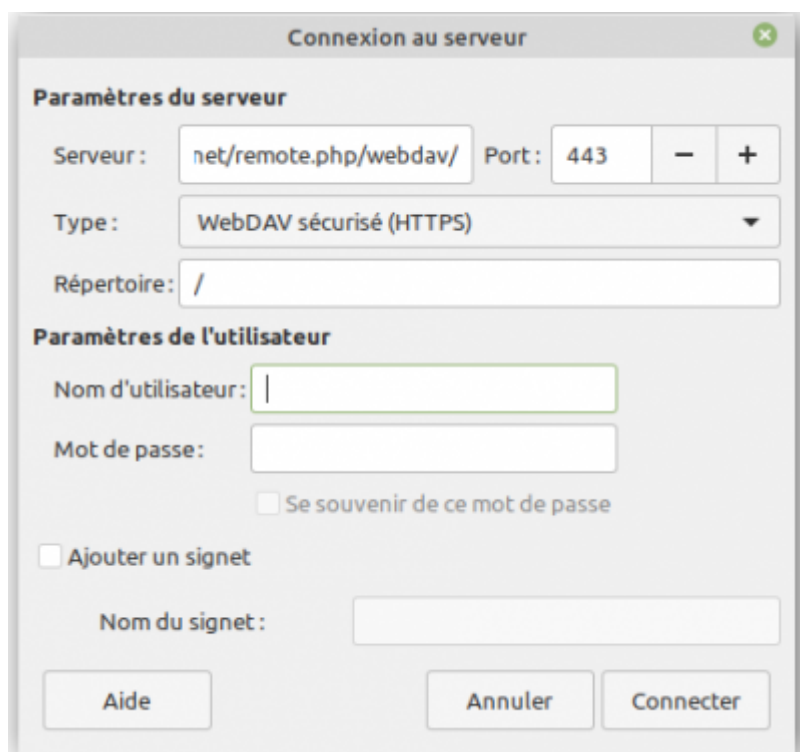 Connexion au serveur
Paramètres du serveur
Serveur : net/remote.php/webdav/ Port : 443 − +
Type : WebDAV sécurisé (HTTPS)
Répertoire : /
Paramètres de l'utilisateur
Nom d'utilisateur :
Mot de passe :
Se souvenir de ce mot de passe
Ajouter un signet
Nom du signet :
Aide Annuler Connecter